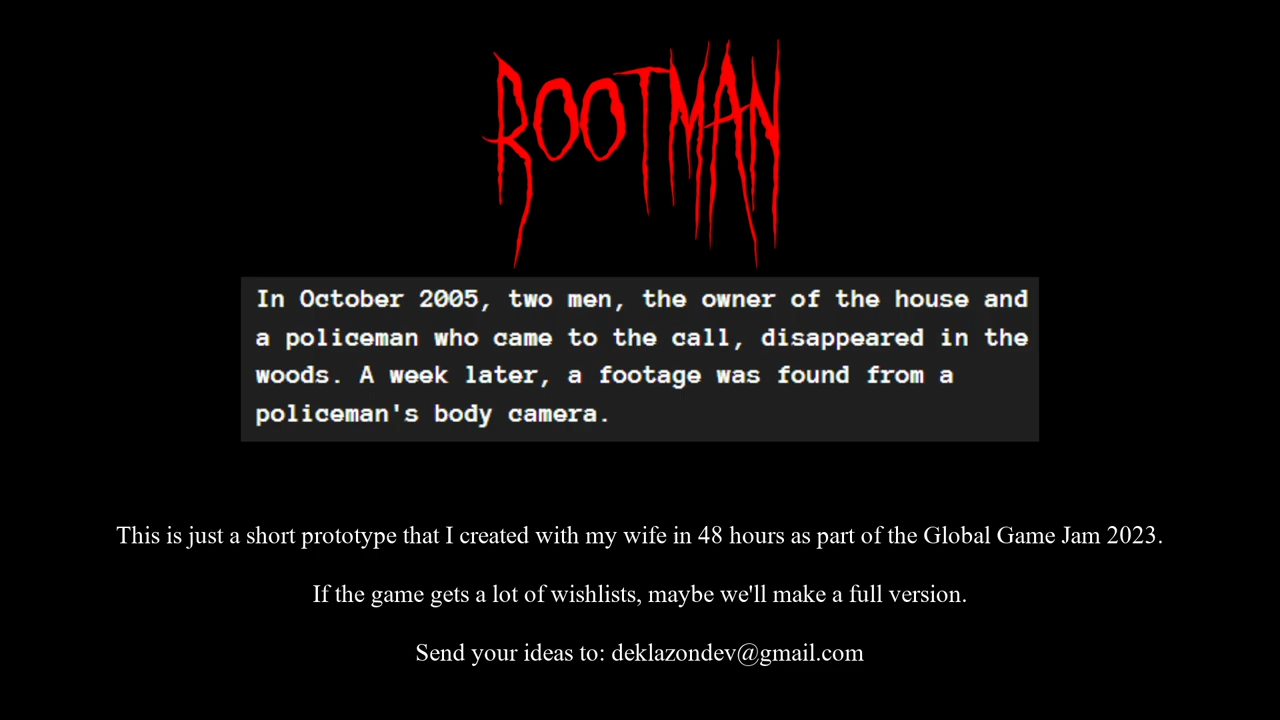 ROOTMAN
In October 2005, two men, the owner of the house and
a policeman who came to the call, disappeared in the
woods. A week later, a footage was found from a
policeman's body camera.
This is just a short prototype that I created with my wife in 48 hours as part of the Global Game Jam 2023.
If the game gets a lot of wishlists, maybe we'll make a full version.
Send your ideas to: deklazondev@gmail.com